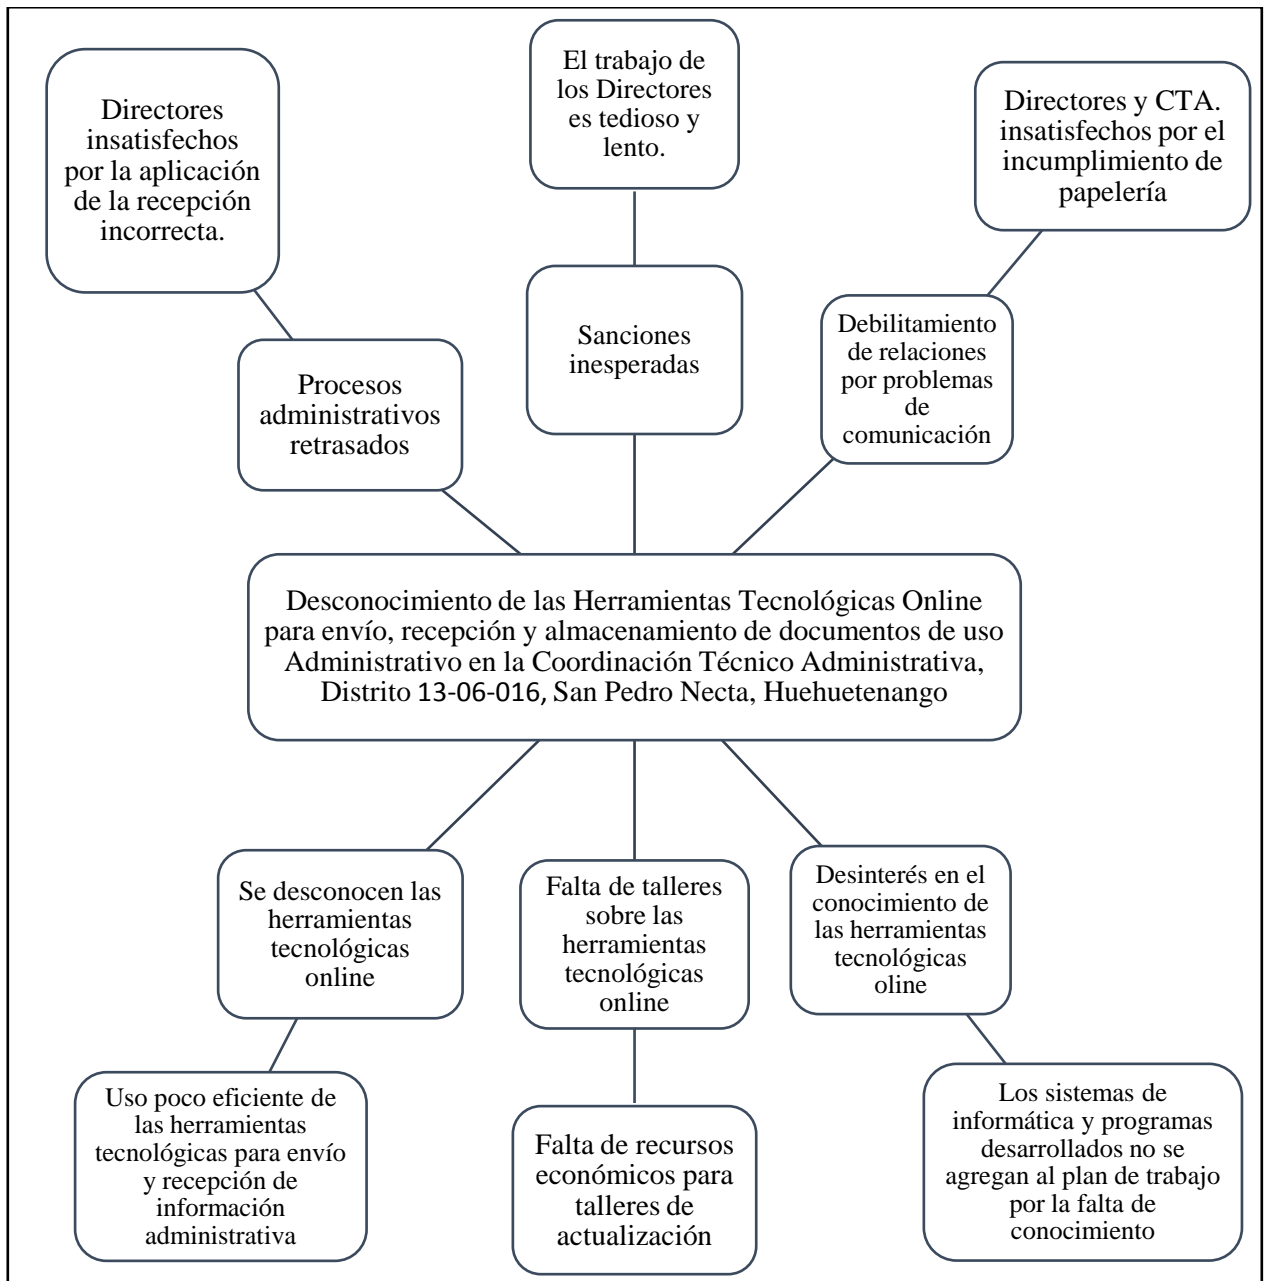 Directores
insatisfechos
por la aplicación
de la recepción
incorrecta.
El trabajo de
los Directores
es tedioso y
lento.
Directores y CTA.
insatisfechos por el
incumplimiento de
papelería
Procesos
administrativos
retrasados
Sanciones
inesperadas
Debilitamiento
de relaciones
por problemas
de
comunicación
Desconocimiento de las Herramientas Tecnológicas Online
para envío, recepción y almacenamiento de documentos de uso
Administrativo en la Coordinación Técnico Administrativa,
Distrito 13-06-016, San Pedro Necta, Huehuetenango
Se desconocen las
herramientas
tecnológicas
online
Falta de talleres
sobre las
herramientas
tecnológicas
online
Desinterés en el
conocimiento de
las herramientas
tecnológicas
oline
Uso poco eficiente de
las herramientas
tecnológicas para envío
y recepción de
información
administrativa
Falta de recursos
económicos para
talleres de
actualización
Los sistemas de
informática y programas
desarrollados no se
agregan al plan de trabajo
por la falta de
conocimiento